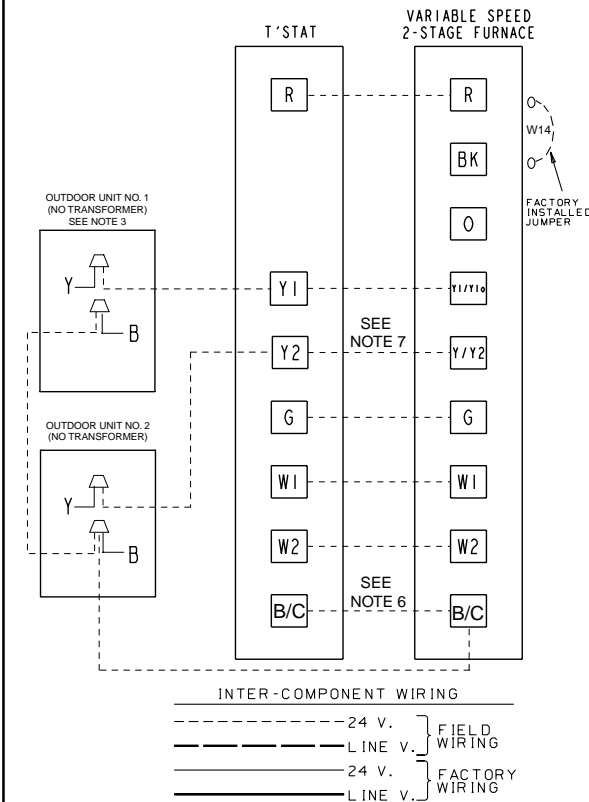 T'STAT
VARIABLE SPEED
2-STAGE FURNACE
R
R
W14
BK
FACTORY
INSTALLED
JUMPER
O
OUTDOOR UNIT NO. 1
(NO TRANSFORMER)
SEE NOTE 3
Y
B
Y1
Y1/Y1o
SEE
NOTE 7
Y2
Y/Y2
G
G
OUTDOOR UNIT NO. 2
(NO TRANSFORMER)
Y
B
W1
W1
W2
W2
SEE
NOTE 6
B/C
B/C
INTER-COMPONENT WIRING
24 V.
LINE V.
FIELD
WIRING
24 V.
LINE V.
FACTORY
WIRING